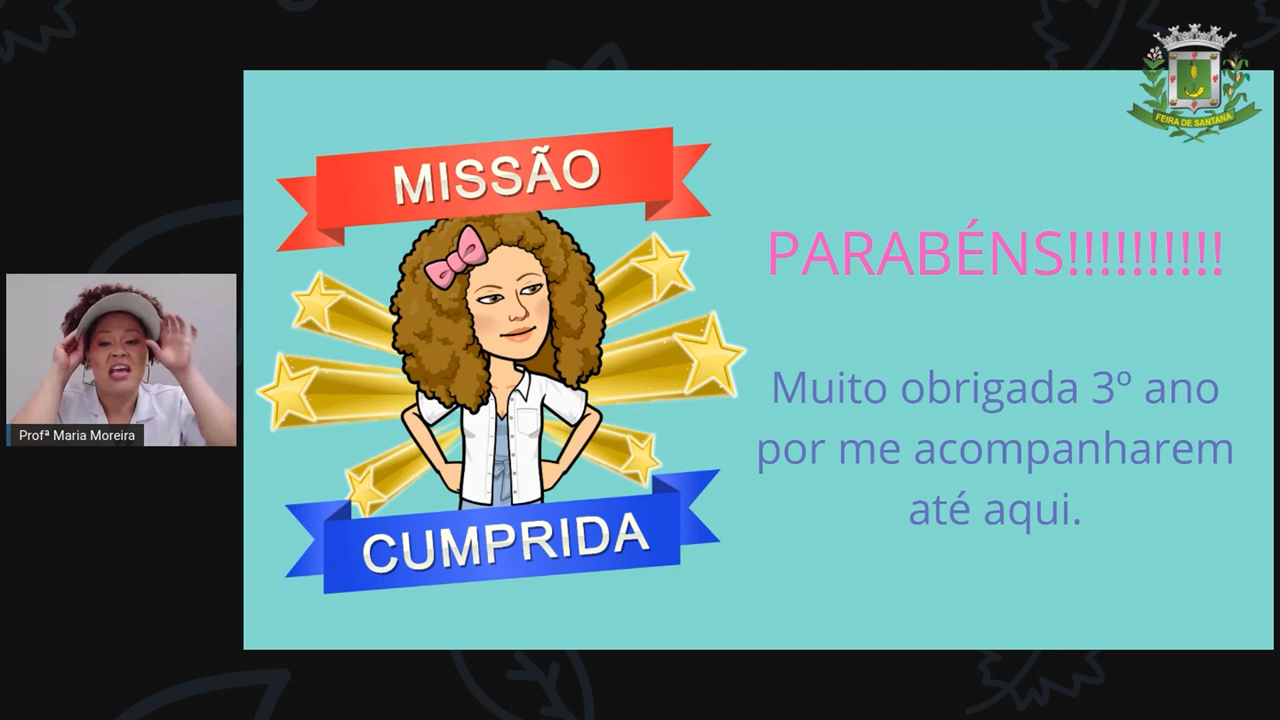 FEIRA DE SANTANA
MISSÃO
CUMPRIDA
PARABÉNS!!!!!!!!!!
Muito obrigada 3º ano
por me acompanharem
até aqui.
Profª Maria Moreira